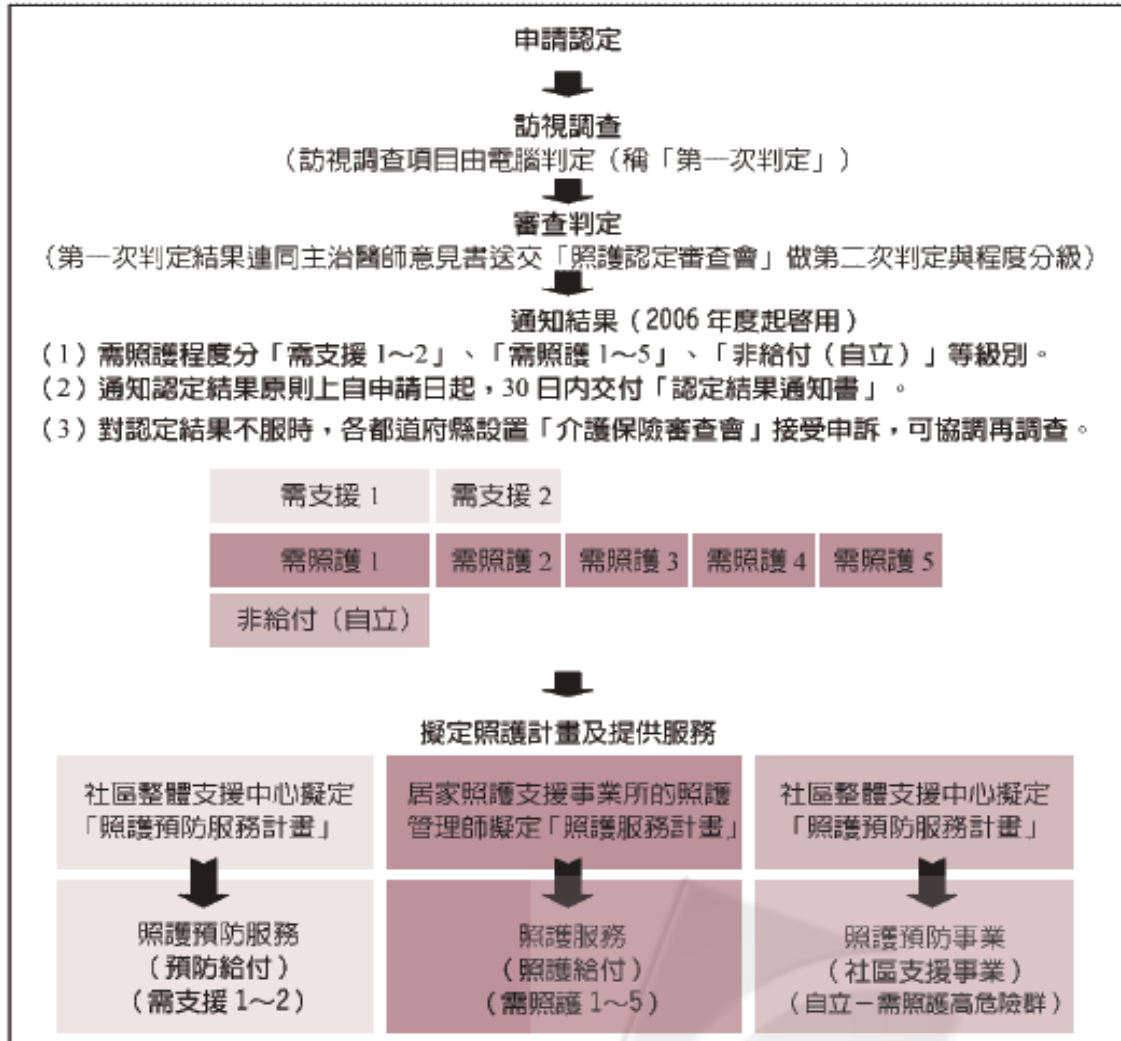 申請認定
訪視調查
（訪視調查項目由電腦判定（稱「第一次判定」）
審查判定
（第一次判定結果連同主治醫師意見書送交「照護認定審查會」做第二次判定與程度分級）
通知結果（2006 年度起啓用）
（1）需照護程度分「需支援 1～2」、「需照護 1～5」、「非給付（自立）」等級別。
（2）通知認定結果原則上自申請日起，30 日內交付「認定結果通知書」。
（3）對認定結果不服時，各都道府縣設置「介護保險審查會」接受申訴，可協調再調查。
需支援 1 需支援 2
需照護 1 需照護 2 需照護 3 需照護 4 需照護 5
非給付（自立）
擬定照護計畫及提供服務
社區整體支援中心擬定
「照護預防服務計畫」
居家照護支援事業所的照護
管理師擬定「照護服務計畫」
社區整體支援中心擬定
「照護預防服務計畫」
照護預防服務
（預防給付）
（需支援 1～2）
照護服務
（照護給付）
（需照護 1～5）
照護預防事業
（社區支援事業）
（自立－需照護高危險群）